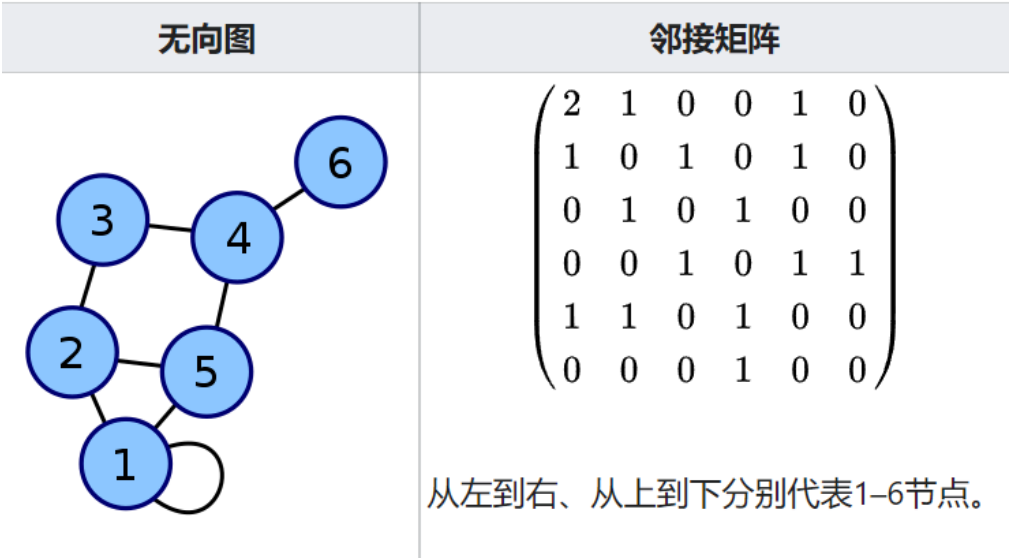 无向图
邻接矩阵
6
3
4
2
5
1
2 1 0 0 1 0
1 0 1 0 1 0
0 1 0 1 0 0
0 0 1 0 1 1
1 1 0 1 0 0
0 0 0 1 0 0
从左到右、从上到下分别代表1–6节点。